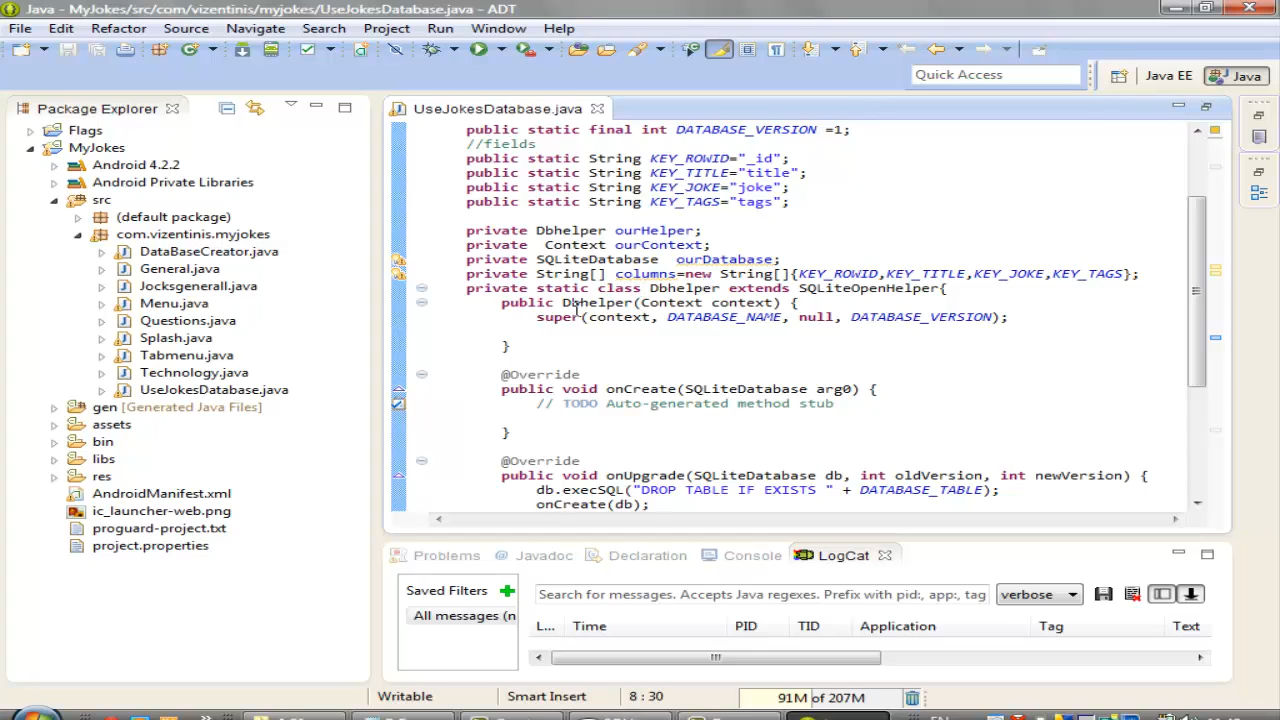 Java - MyJokes/src/com/vizentinis/myjokes/UseJokesDatabase.java - ADT
File Edit Refactor Source Navigate Search Project Run Window Help
Quick Access
Java EE
Java
Package Explorer
Flags
MyJokes
Android 4.2.2
Android Private Libraries
src
(default package)
com.vizentinis.myjokes
DataBaseCreator.java
General.java
Jocksgenerall.java
Menu.java
Questions.java
Splash.java
Tabmenu.java
Technology.java
UseJokesDatabase.java
gen [Generated Java Files]
assets
bin
libs
res
AndroidManifest.xml
ic_launcher-web.png
proguard-project.txt
project.properties
UseJokesDatabase.java
public static final int DATABASE_VERSION =1;
//fields
public static String KEY_ROWID="_id";
public static String KEY_TITLE="title";
public static String KEY_JOKE="joke";
public static String KEY_TAGS="tags";
private Dbhelper ourHelper;
private  Context ourContext;
private SQLiteDatabase  ourDatabase;
private String[] columns=new String[]{KEY_ROWID,KEY_TITLE,KEY_JOKE,KEY_TAGS};
private static class Dbhelper extends SQLiteOpenHelper{
public Dbhelper(Context context) {
super(context, DATABASE_NAME, null, DATABASE_VERSION);
}
@Override
public void onCreate(SQLiteDatabase arg0) {
// TODO Auto-generated method stub
}
@Override
public void onUpgrade(SQLiteDatabase db, int oldVersion, int newVersion) {
db.execSQL("DROP TABLE IF EXISTS " + DATABASE_TABLE);
onCreate(db);
Problems Javadoc Declaration Console LogCat
Saved Filters
All messages (n
Search for messages. Accepts Java regexes. Prefix with pid:, app:, tag
verbose
L... Time PID TID Application Tag Text
Writable Smart Insert 8 : 30 91M of 207M